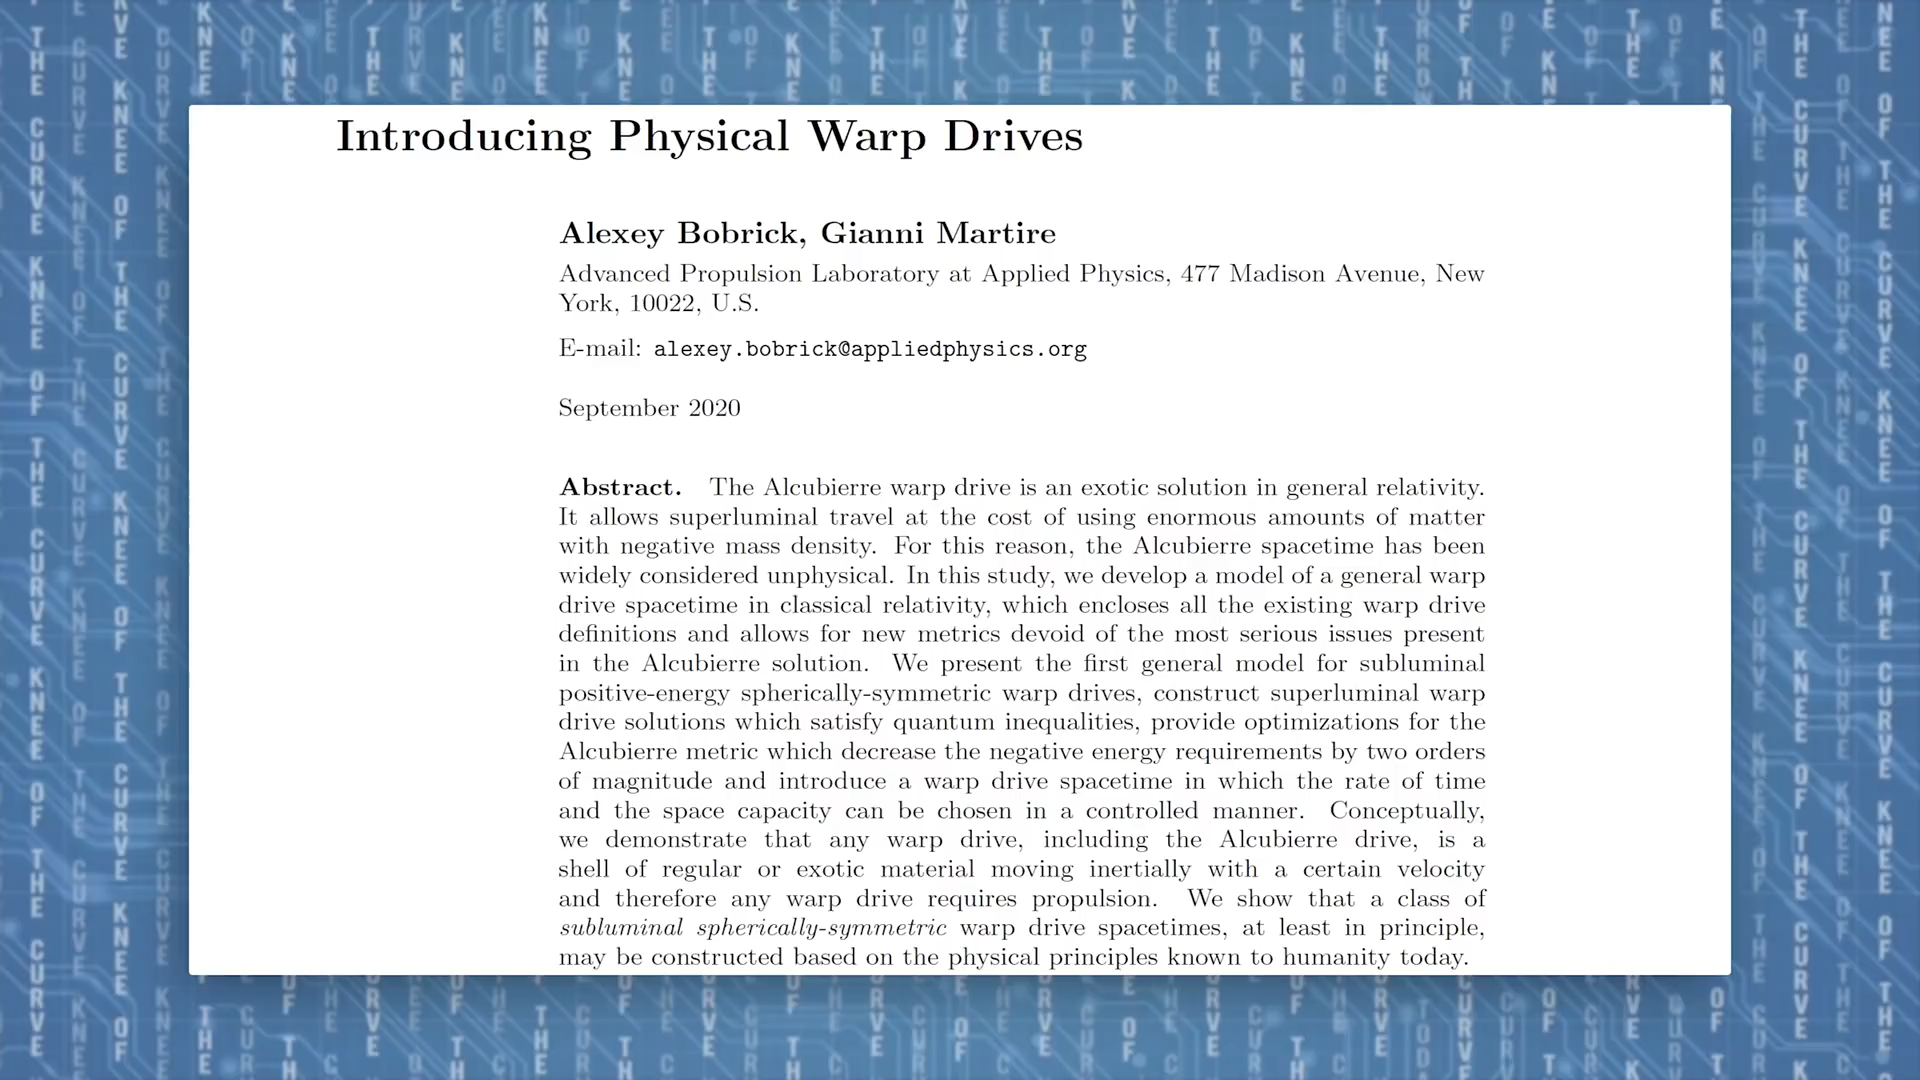 Introducing Physical Warp Drives
Alexey Bobrick, Gianni Martire
Advanced Propulsion Laboratory at Applied Physics, 477 Madison Avenue, New
York, 10022, U.S.
E-mail: alexey.bobrick@appliedphysics.org
September 2020
Abstract. The Alcubierre warp drive is an exotic solution in general relativity.
It allows superluminal travel at the cost of using enormous amounts of matter
with negative mass density. For this reason, the Alcubierre spacetime has been
widely considered unphysical. In this study, we develop a model of a general warp
drive spacetime in classical relativity, which encloses all the existing warp drive
definitions and allows for new metrics devoid of the most serious issues present
in the Alcubierre solution. We present the first general model for subluminal
positive-energy spherically-symmetric warp drives, construct superluminal warp
drive solutions which satisfy quantum inequalities, provide optimizations for the
Alcubierre metric which decrease the negative energy requirements by two orders
of magnitude and introduce a warp drive spacetime in which the rate of time
and the space capacity can be chosen in a controlled manner. Conceptually,
we demonstrate that any warp drive, including the Alcubierre drive, is a
shell of regular or exotic material moving inertially with a certain velocity
and therefore any warp drive requires propulsion. We show that a class of
subluminal spherically-symmetric warp drive spacetimes, at least in principle,
may be constructed based on the physical principles known to humanity today.